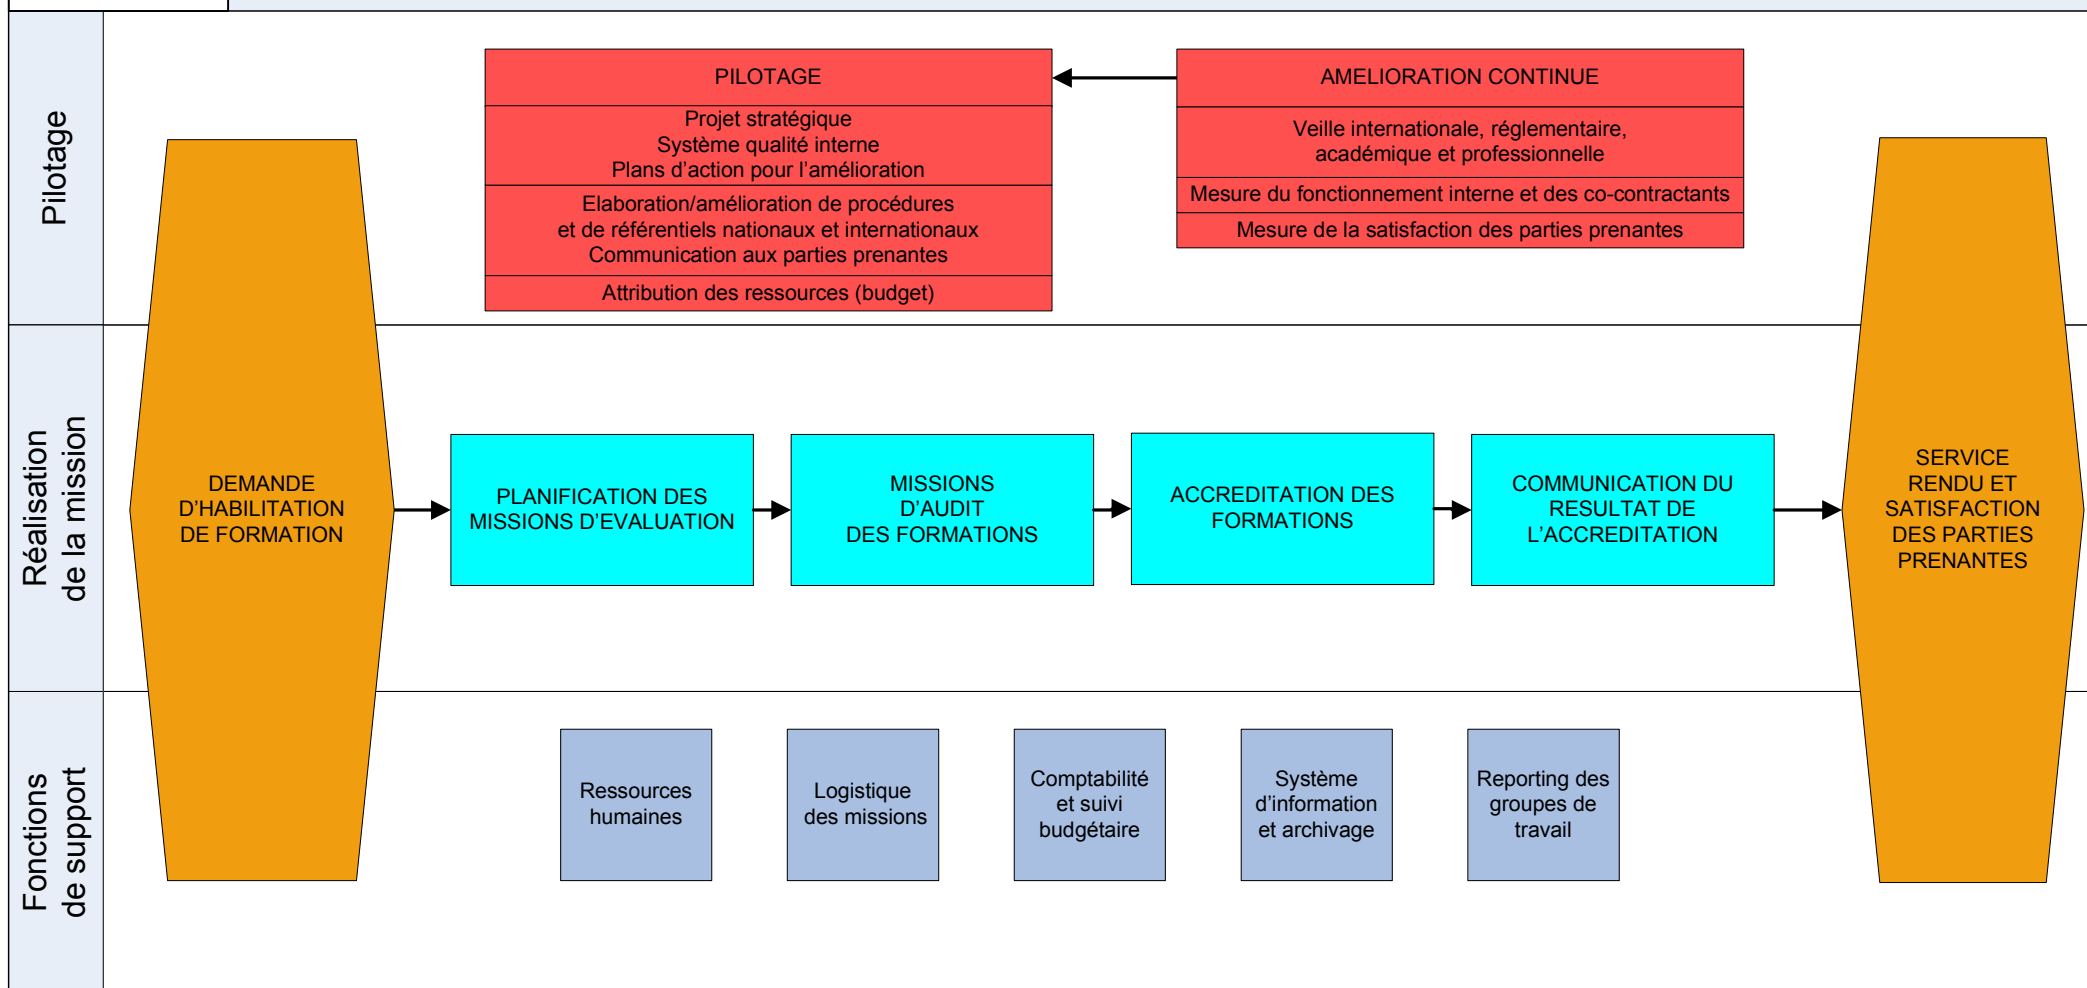 Pilotage
PILOTAGE
Projet stratégique
Système qualité interne
Plans d'action pour l'amélioration
Elaboration/amélioration de procédures
et de référentiels nationaux et internationaux
Communication aux parties prenantes
Attribution des ressources (budget)
AMELIORATION CONTINUE
Veille internationale, réglementaire,
académique et professionnelle
Mesure du fonctionnement interne et des co-contractants
Mesure de la satisfaction des parties prenantes
Réalisation
de la mission
DEMANDE
D'HABILITATION
DE FORMATION
PLANIFICATION DES
MISSIONS D'EVALUATION
MISSIONS
D'AUDIT
DES FORMATIONS
ACCREDITATION DES
FORMATIONS
COMMUNICATION DU
RESULTAT DE
L'ACCREDITATION
SERVICE
RENDU ET
SATISFACTION
DES PARTIES
PRENANTES
Fonctions
de support
Ressources
humaines
Logistique
des missions
Comptabilité
et suivi
budgétaire
Système
d'information
et archivage
Reporting des
groupes de
travail